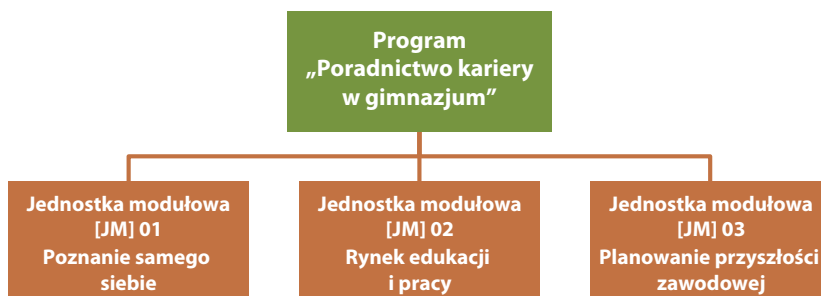 Program
„Poradnictwo kariery
w gimnazjum”
Jednostka modułowa
[JM] 01
Poznanie samego
siebie
Jednostka modułowa
[JM] 02
Rynek edukacji
i pracy
Jednostka modułowa
[JM] 03
Planowanie przyszłości
zawodowej